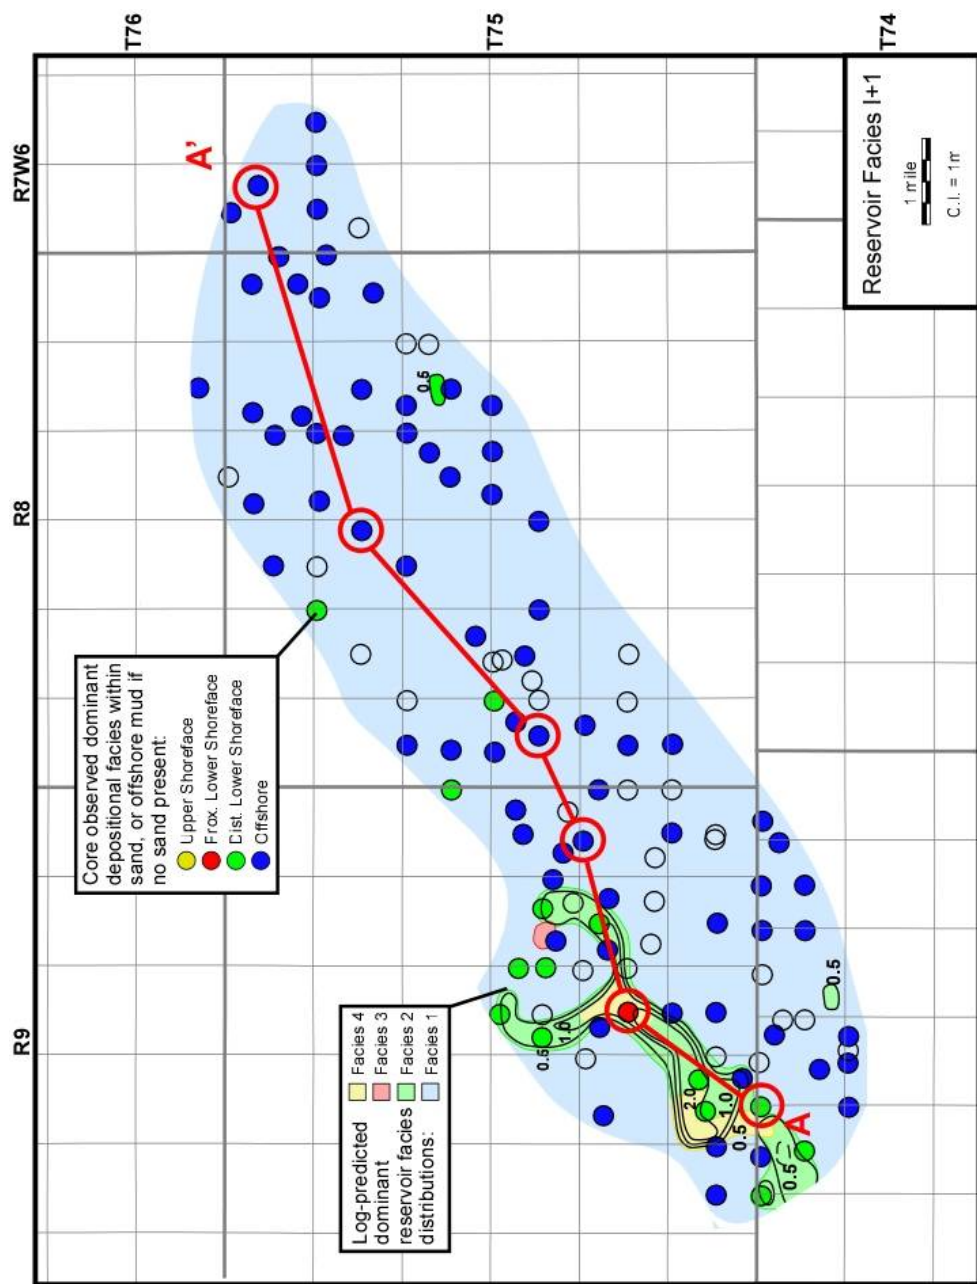 T76
T75
T74
R7W6
R8
R9
A'
Core observed dominant
depositional facies within
sand, or offshore mud if
no sand present:
Upper Shoreface
Prox. Lower Shoreface
Dist. Lower Shoreface
Offshore
Log-predicted
dominant
reservoir facies
distributions:
Facies 4
Facies 3
Facies 2
Facies 1
0.5
0.5
1.0
2.0
1.0
0.5
0.5
0.5
A
Reservoir Facies I+1
1 mile
C.I. = 1m